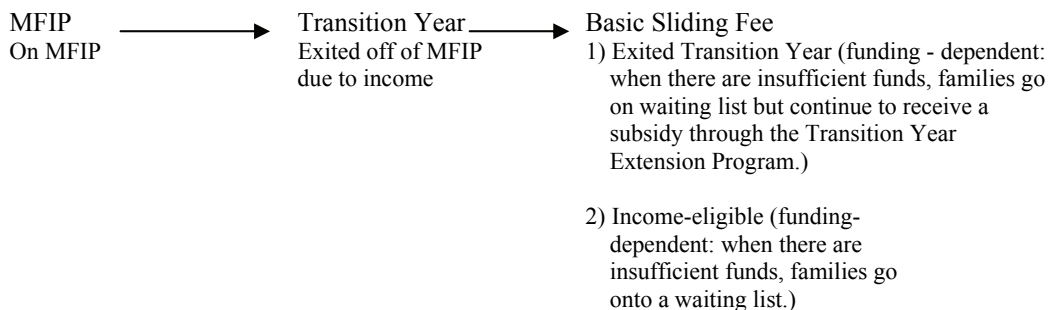 MFIP
On MFIP
Transition Year
Exited off of MFIP
due to income
Basic Sliding Fee
1) Exited Transition Year (funding - dependent:
when there are insufficient funds, families go
on waiting list but continue to receive a
subsidy through the Transition Year
Extension Program.)
2) Income-eligible (funding-
dependent: when there are
insufficient funds, families go
onto a waiting list.)